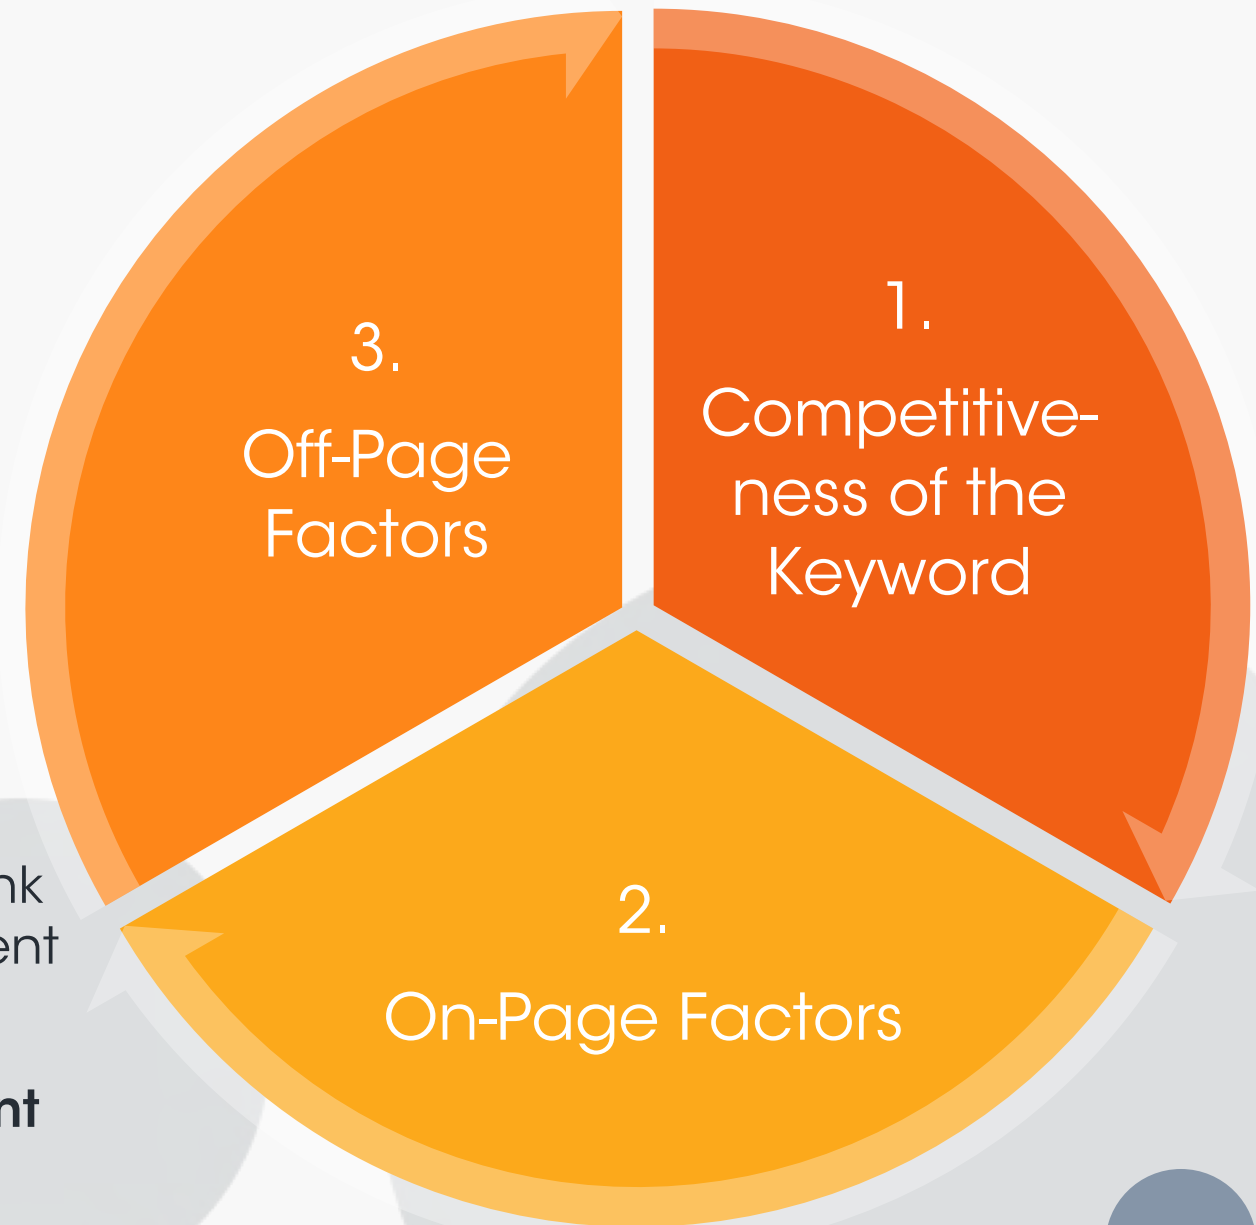 1.
Competitive-
ness of the
Keyword
2.
On-Page Factors
3.
Off-Page
Factors